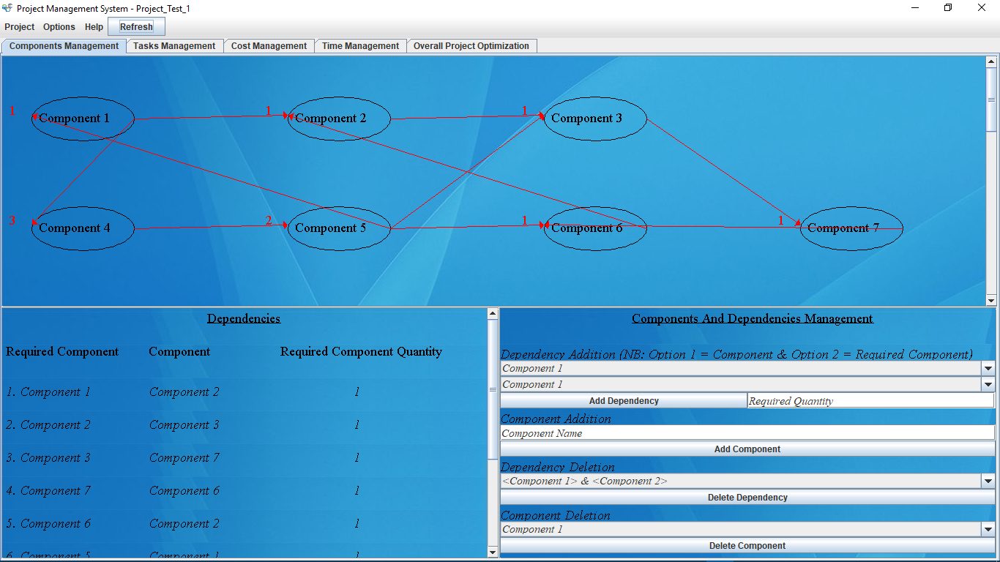 Project Management System - Project_Test_1
Project Options Help Refresh
Components Management Tasks Management Cost Management Time Management Overall Project Optimization
1 Component 1 1 Component 2 1 Component 3
3 Component 4 2 Component 5 1 Component 6 1 Component 7
Dependencies
Required Component Component Required Component Quantity
1. Component 1 Component 2 1
2. Component 2 Component 3 1
3. Component 3 Component 7 1
4. Component 7 Component 6 1
5. Component 6 Component 2 1
6. Component 5 Component 1 1
Components And Dependencies Management
Dependency Addition (NB: Option 1 = Component & Option 2 = Required Component)
Component 1
Component 1
Add Dependency Required Quantity
Component Addition
Component Name
Add Component
Dependency Deletion
<Component 1> & <Component 2>
Delete Dependency
Component Deletion
Component 1
Delete Component